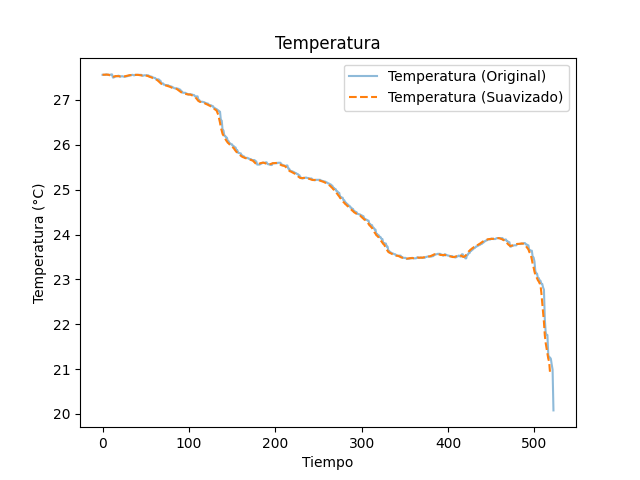 Temperatura
Temperatura (Original)
Temperatura (Suavizado)
Temperatura (°C)
27
26
25
24
23
22
21
20
0 100 200 300 400 500
Tiempo